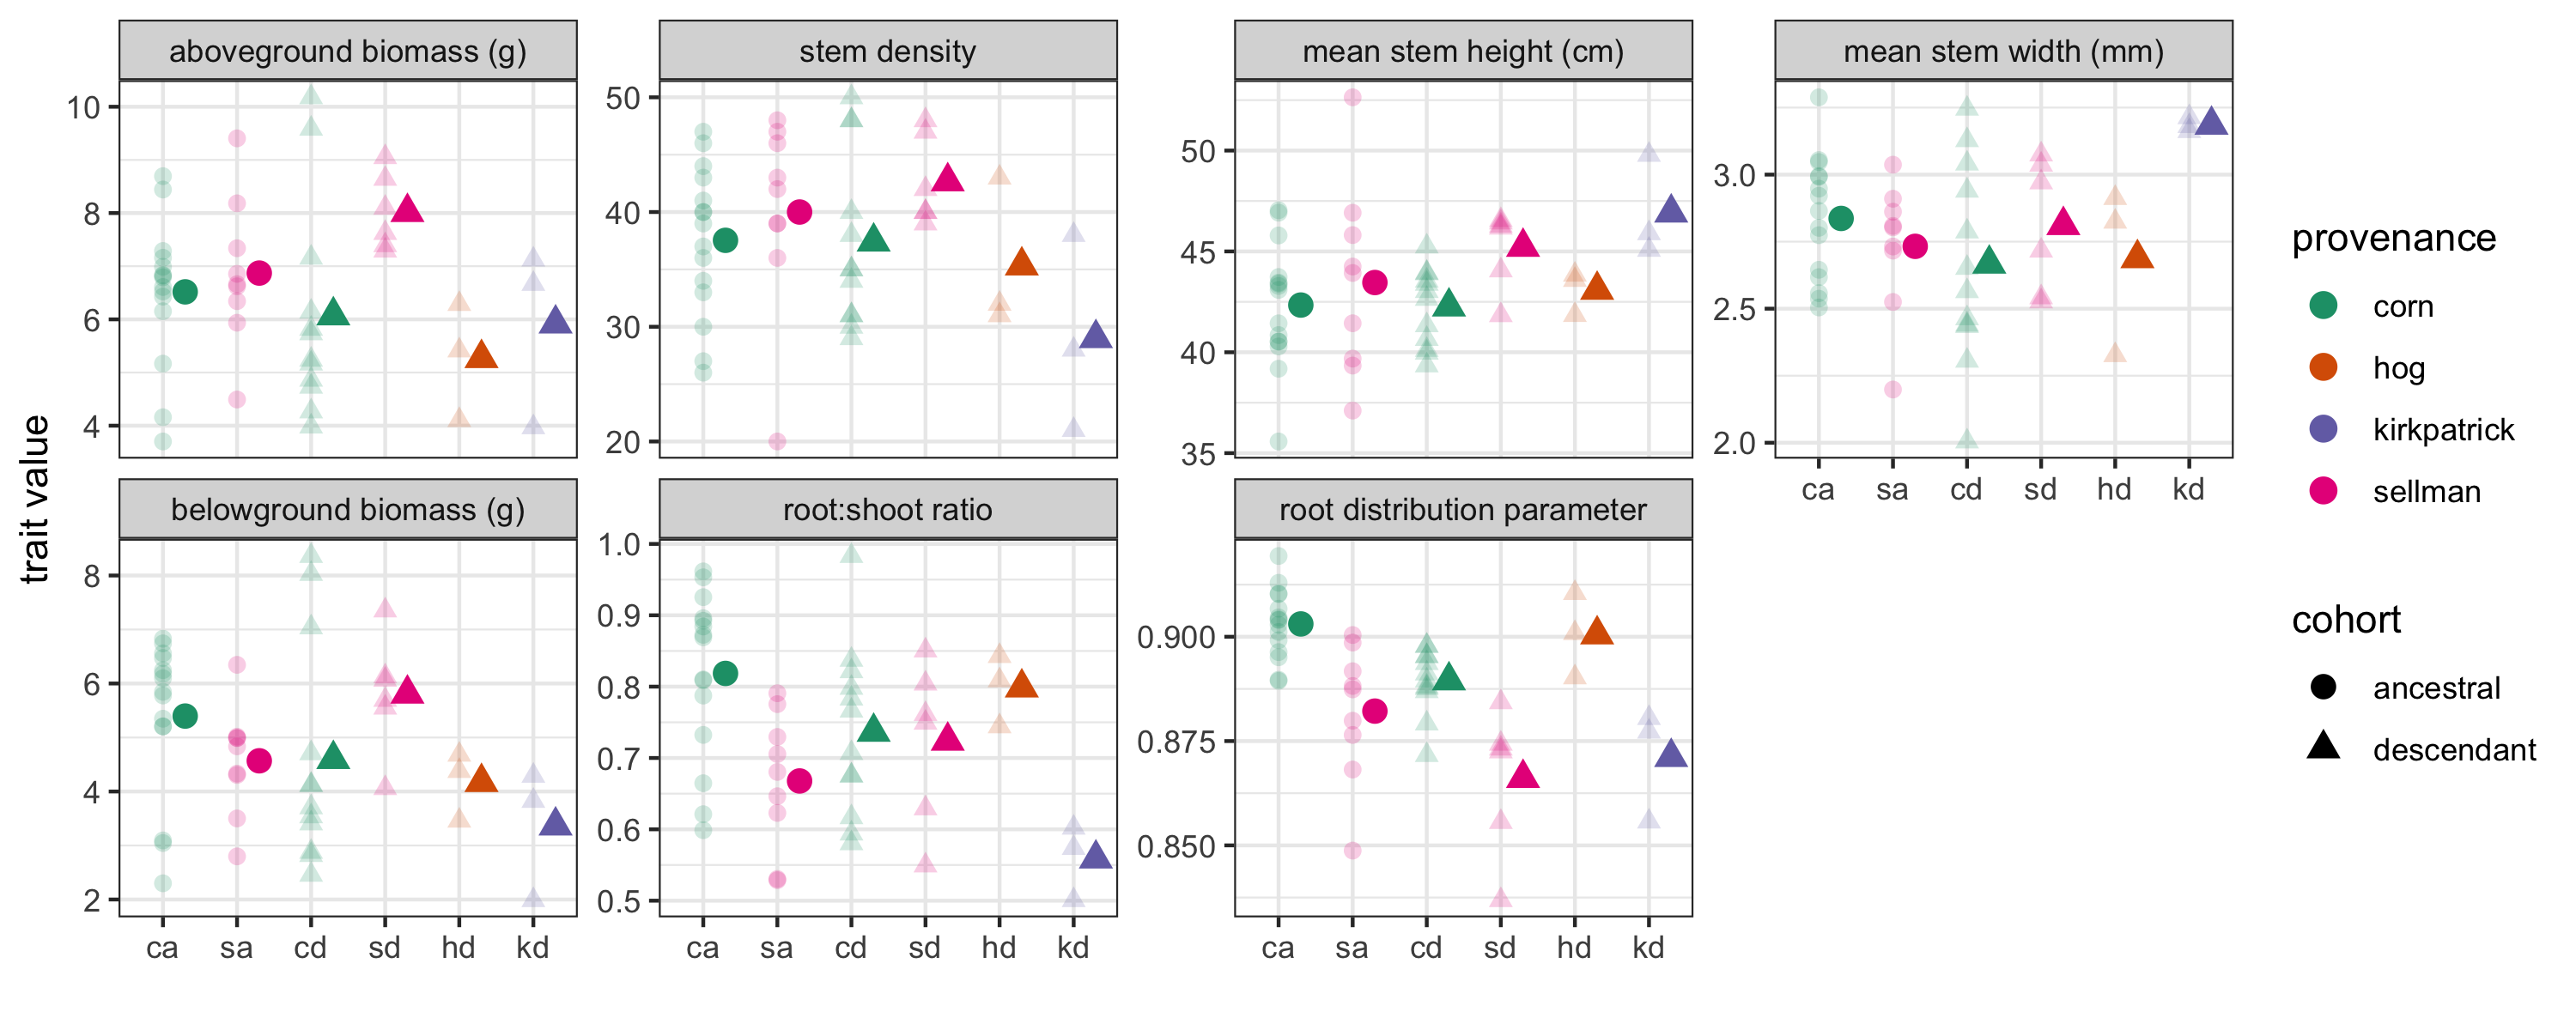 aboveground biomass (g)
stem density
mean stem height (cm)
mean stem width (mm)
10
8
6
4
50
40
30
20
50
45
40
35
3.0
2.5
2.0
ca sa cd sd hd kd
trait value
belowground biomass (g)
root:shoot ratio
root distribution parameter
8
6
4
2
1.0
0.9
0.8
0.7
0.6
0.5
0.900
0.875
0.850
ca sa cd sd hd kd
ca sa cd sd hd kd
ca sa cd sd hd kd
provenance
corn
hog
kirkpatrick
sellman
cohort
ancestral
descendant